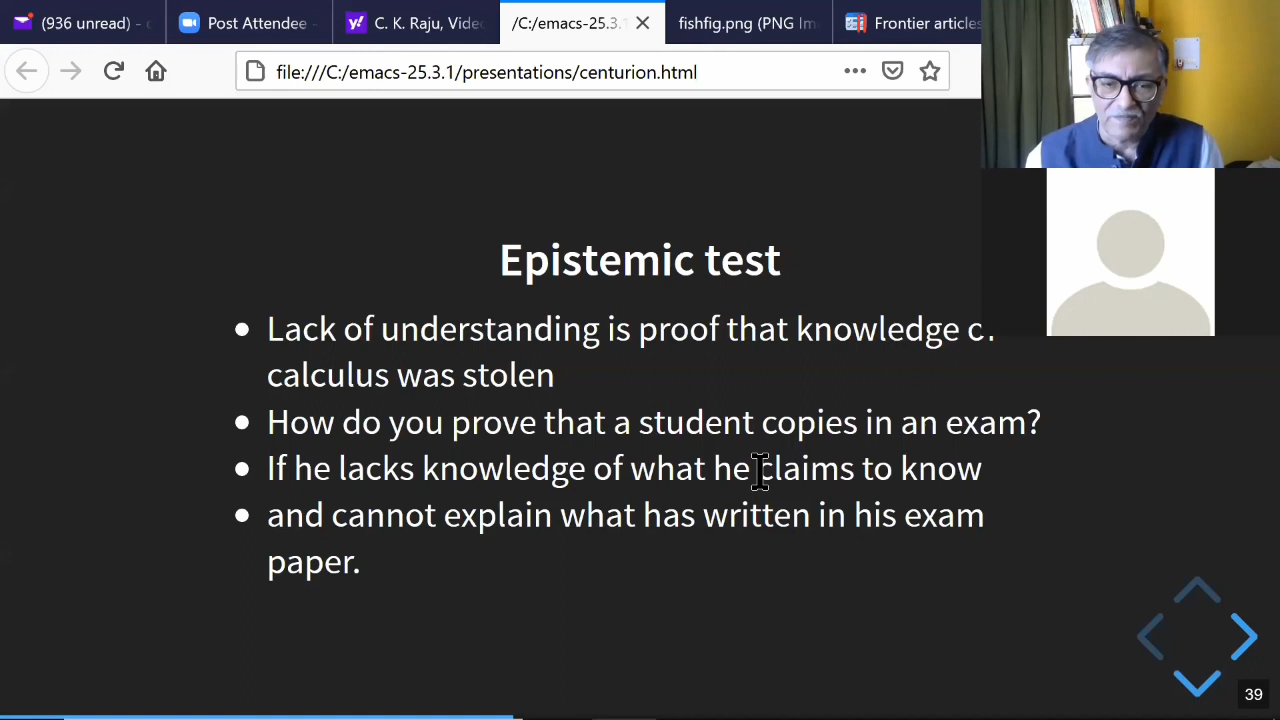 (936 unread) - c
Post Attendee -
C. K. Raju, Vide
/C:/emacs-25.3.
fishfig.png (PNG Im
Frontier articles
file:///C:/emacs-25.3.1/presentations/centurion.html
Epistemic test
Lack of understanding is proof that knowledge
calculus was stolen
How do you prove that a student copies in an exam?
If he lacks knowledge of what he claims to know
and cannot explain what has written in his exam
paper.
39